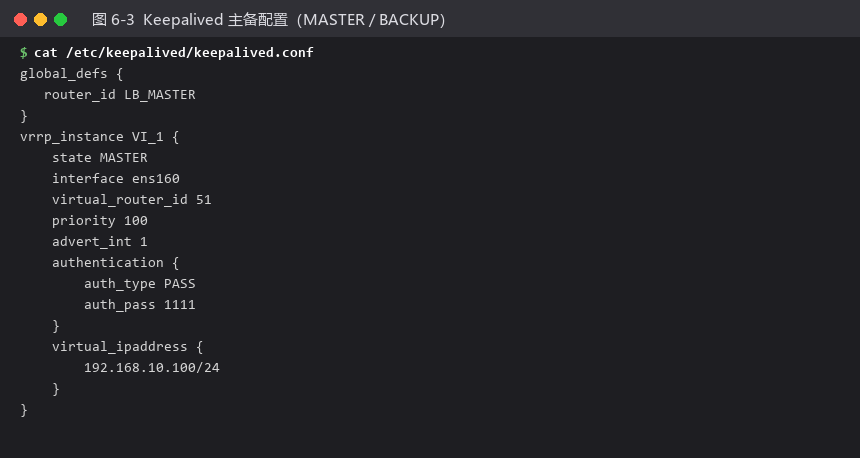 图 6-3 Keepalived 主备配置（MASTER / BACKUP）
$ cat /etc/keepalived/keepalived.conf
global_defs {
   router_id LB_MASTER
}
vrrp_instance VI_1 {
    state MASTER
    interface ens160
    virtual_router_id 51
    priority 100
    advert_int 1
    authentication {
        auth_type PASS
        auth_pass 1111
    }
    virtual_ipaddress {
        192.168.10.100/24
    }
}